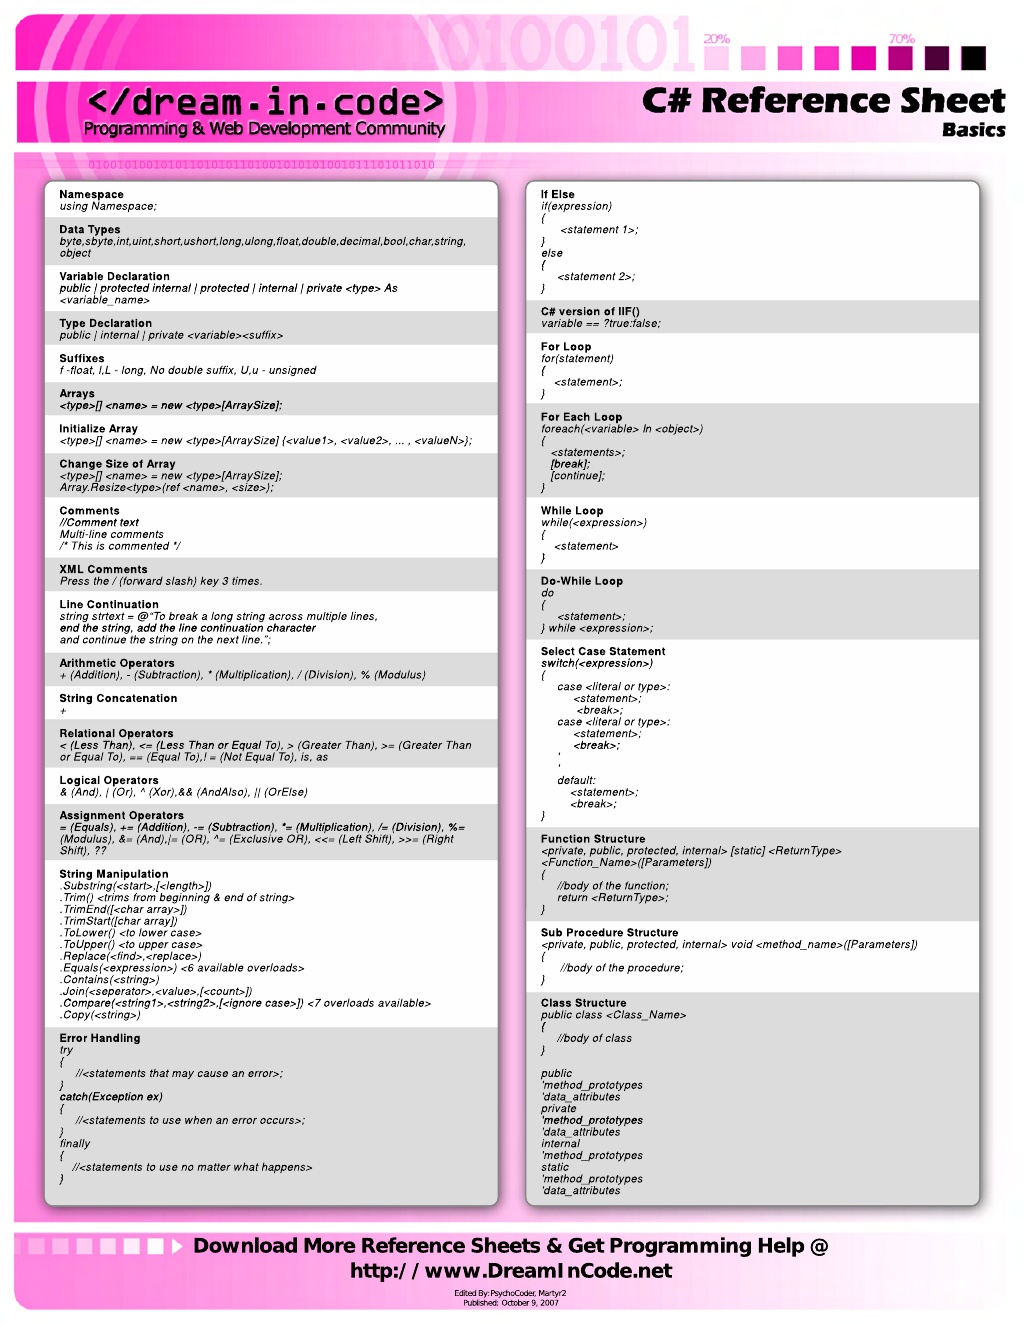 10100101
20%
70%
</dream.in.code>
Programming & Web Development Community
C# Reference Sheet
Basics
Namespace
using Namespace;
Data Types
byte,sbyte,int,uint,short,ushort,long,ulong,float,double,decimal,bool,char,string,
object
Variable Declaration
public | protected internal | protected | internal | private <type> As
<variable_name>
Type Declaration
public | internal | private <variable><suffix>
Suffixes
f -float, l,L - long, No double suffix, U,u - unsigned
Arrays
<type>[] <name> = new <type>[ArraySize];
Initialize Array
<type>[] <name> = new <type>[ArraySize] {<value1>, <value2>, ... , <valueN>};
Change Size of Array
<type>[] <name> = new <type>[ArraySize];
Array.Resize<type>(ref <name>, <size>);
Comments
//Comment text
Multi-line comments
/* This is commented */
XML Comments
Press the / (forward slash) key 3 times.
Line Continuation
string strtext = @"To break a long string across multiple lines,
end the string, add the line continuation character
and continue the string on the next line.";
Arithmetic Operators
+ (Addition), - (Subtraction), * (Multiplication), / (Division), % (Modulus)
String Concatenation
+
Relational Operators
< (Less Than), <= (Less Than or Equal To), > (Greater Than), >= (Greater Than
or Equal To), == (Equal To),! = (Not Equal To), is, as
Logical Operators
& (And), | (Or), ^ (Xor),&& (AndAlso), || (OrElse)
Assignment Operators
= (Equals), += (Addition), -= (Subtraction), *= (Multiplication), /= (Division), %=
(Modulus), &= (And),|= (OR), ^= (Exclusive OR), <<= (Left Shift), >>= (Right
Shift), ??
String Manipulation
.Substring(<start>,[<length>])
.Trim() <trims from beginning & end of string>
.TrimEnd([<char array>])
.TrimStart([char array])
.ToLower() <to lower case>
.ToUpper() <to upper case>
.Replace(<find>,<replace>)
.Equals(<expression>) <6 available overloads>
.Contains(<string>)
.Join(<seperator>,<value>,[<count>])
.Compare(<string1>,<string2>,[<ignore case>]) <7 overloads available>
.Copy(<string>)
Error Handling
try
{
//<statements that may cause an error>;
}
catch(Exception ex)
{
//<statements to use when an error occurs>;
}
finally
{
//<statements to use no matter what happens>
}
If Else
if(expression)
{
<statement 1>;
}
else
{
<statement 2>;
}
C# version of IIF()
variable == ?true:false;
For Loop
for(statement)
{
<statement>;
}
For Each Loop
foreach(<variable> In <object>)
{
<statements>;
[break];
[continue];
}
While Loop
while(<expression>)
{
<statement>
}
Do-While Loop
do
{
<statement>;
} while <expression>;
Select Case Statement
switch(<expression>)
{
case <literal or type>:
<statement>;
<break>;
case <literal or type>:
<statement>;
<break>;
'
'
default:
<statement>;
<break>;
}
Function Structure
<private, public, protected, internal> [static] <ReturnType>
<Function_Name>([Parameters])
{
//body of the function;
return <ReturnType>;
}
Sub Procedure Structure
<private, public, protected, internal> void <method_name>([Parameters])
{
//body of the procedure;
}
Class Structure
public class <Class_Name>
{
//body of class
}
public
'method_prototypes
'data_attributes
private
'method_prototypes
'data_attributes
internal
'method_prototypes
static
'method_prototypes
'data_attributes
Download More Reference Sheets & Get Programming Help @
http://www.DreamInCode.net
Edited By:PsychoCoder, Martyr2
Published: October 9, 2007